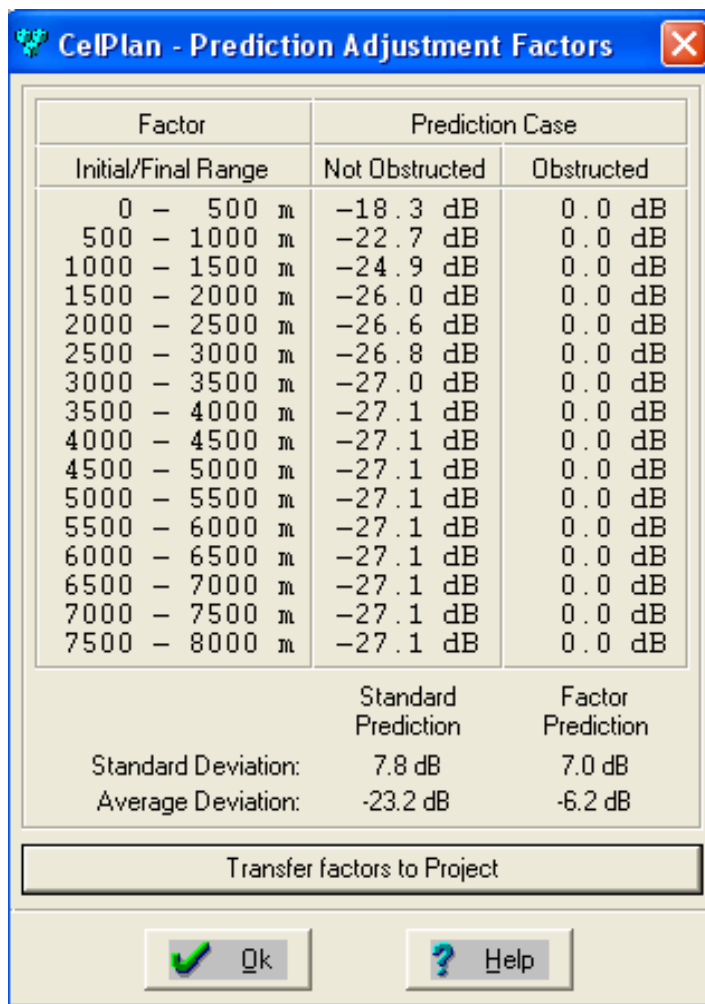 CelPlan - Prediction Adjustment Factors
Factor Prediction Case
Initial/Final Range Not Obstructed Obstructed
0 – 500 m –18.3 dB 0.0 dB
500 – 1000 m –22.7 dB 0.0 dB
1000 – 1500 m –24.9 dB 0.0 dB
1500 – 2000 m –26.0 dB 0.0 dB
2000 – 2500 m –26.6 dB 0.0 dB
2500 – 3000 m –26.8 dB 0.0 dB
3000 – 3500 m –27.0 dB 0.0 dB
3500 – 4000 m –27.1 dB 0.0 dB
4000 – 4500 m –27.1 dB 0.0 dB
4500 – 5000 m –27.1 dB 0.0 dB
5000 – 5500 m –27.1 dB 0.0 dB
5500 – 6000 m –27.1 dB 0.0 dB
6000 – 6500 m –27.1 dB 0.0 dB
6500 – 7000 m –27.1 dB 0.0 dB
7000 – 7500 m –27.1 dB 0.0 dB
7500 – 8000 m –27.1 dB 0.0 dB
Standard Factor
Prediction Prediction
Standard Deviation: 7.8 dB 7.0 dB
Average Deviation: -23.2 dB -6.2 dB
Transfer factors to Project
Ok Help